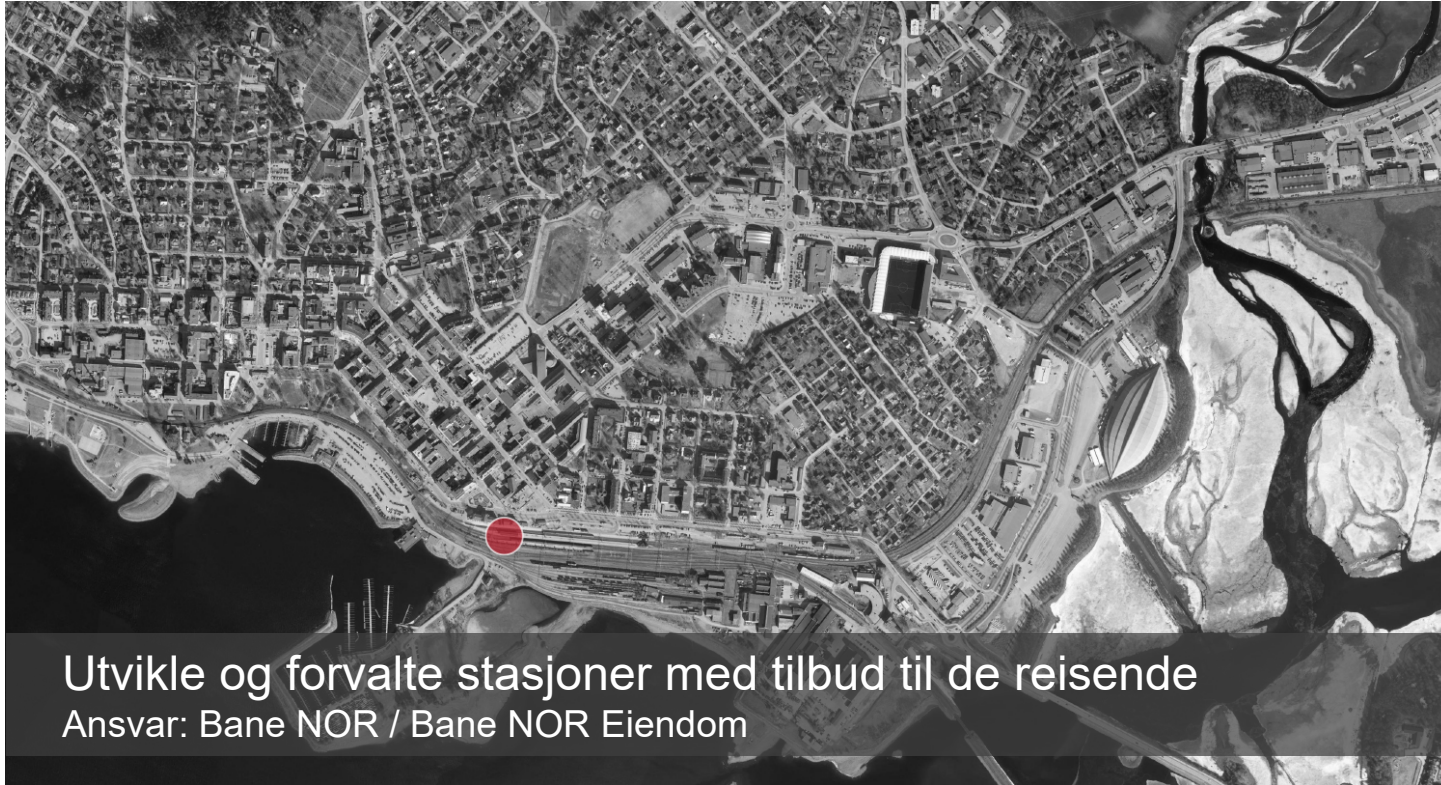 Utvikle og forvalte stasjoner med tilbud til de reisende
Ansvar: Bane NOR / Bane NOR Eiendom